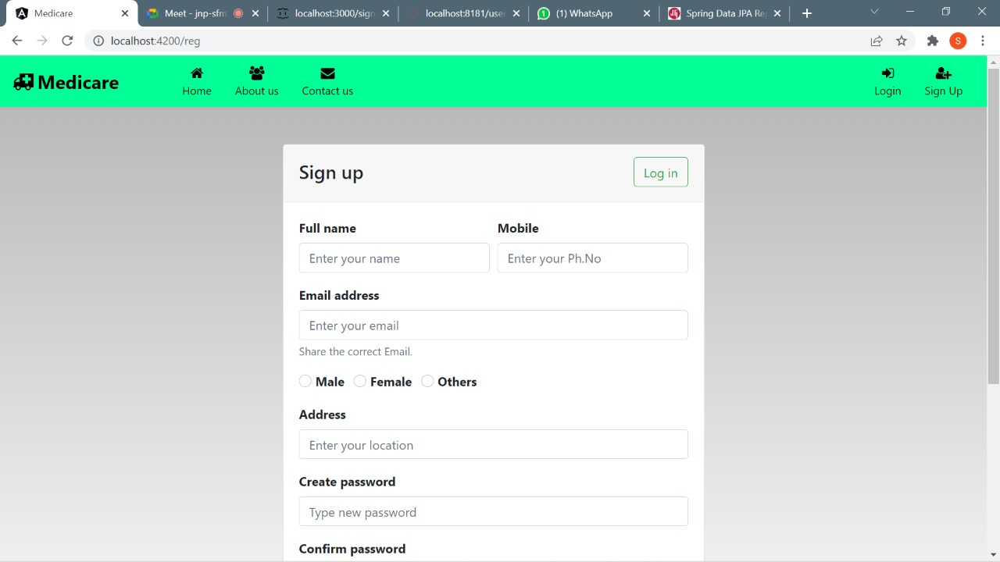 Medicare
Meet - jnp-sfm
localhost:3000/sign
localhost:8181/user
(1) WhatsApp
Spring Data JPA Re
localhost:4200/reg
S
Medicare
Home
About us
Contact us
Login
Sign Up
Sign up
Log in
Full name
Mobile
Enter your name
Enter your Ph.No
Email address
Enter your email
Share the correct Email.
Male
Female
Others
Address
Enter your location
Create password
Type new password
Confirm password